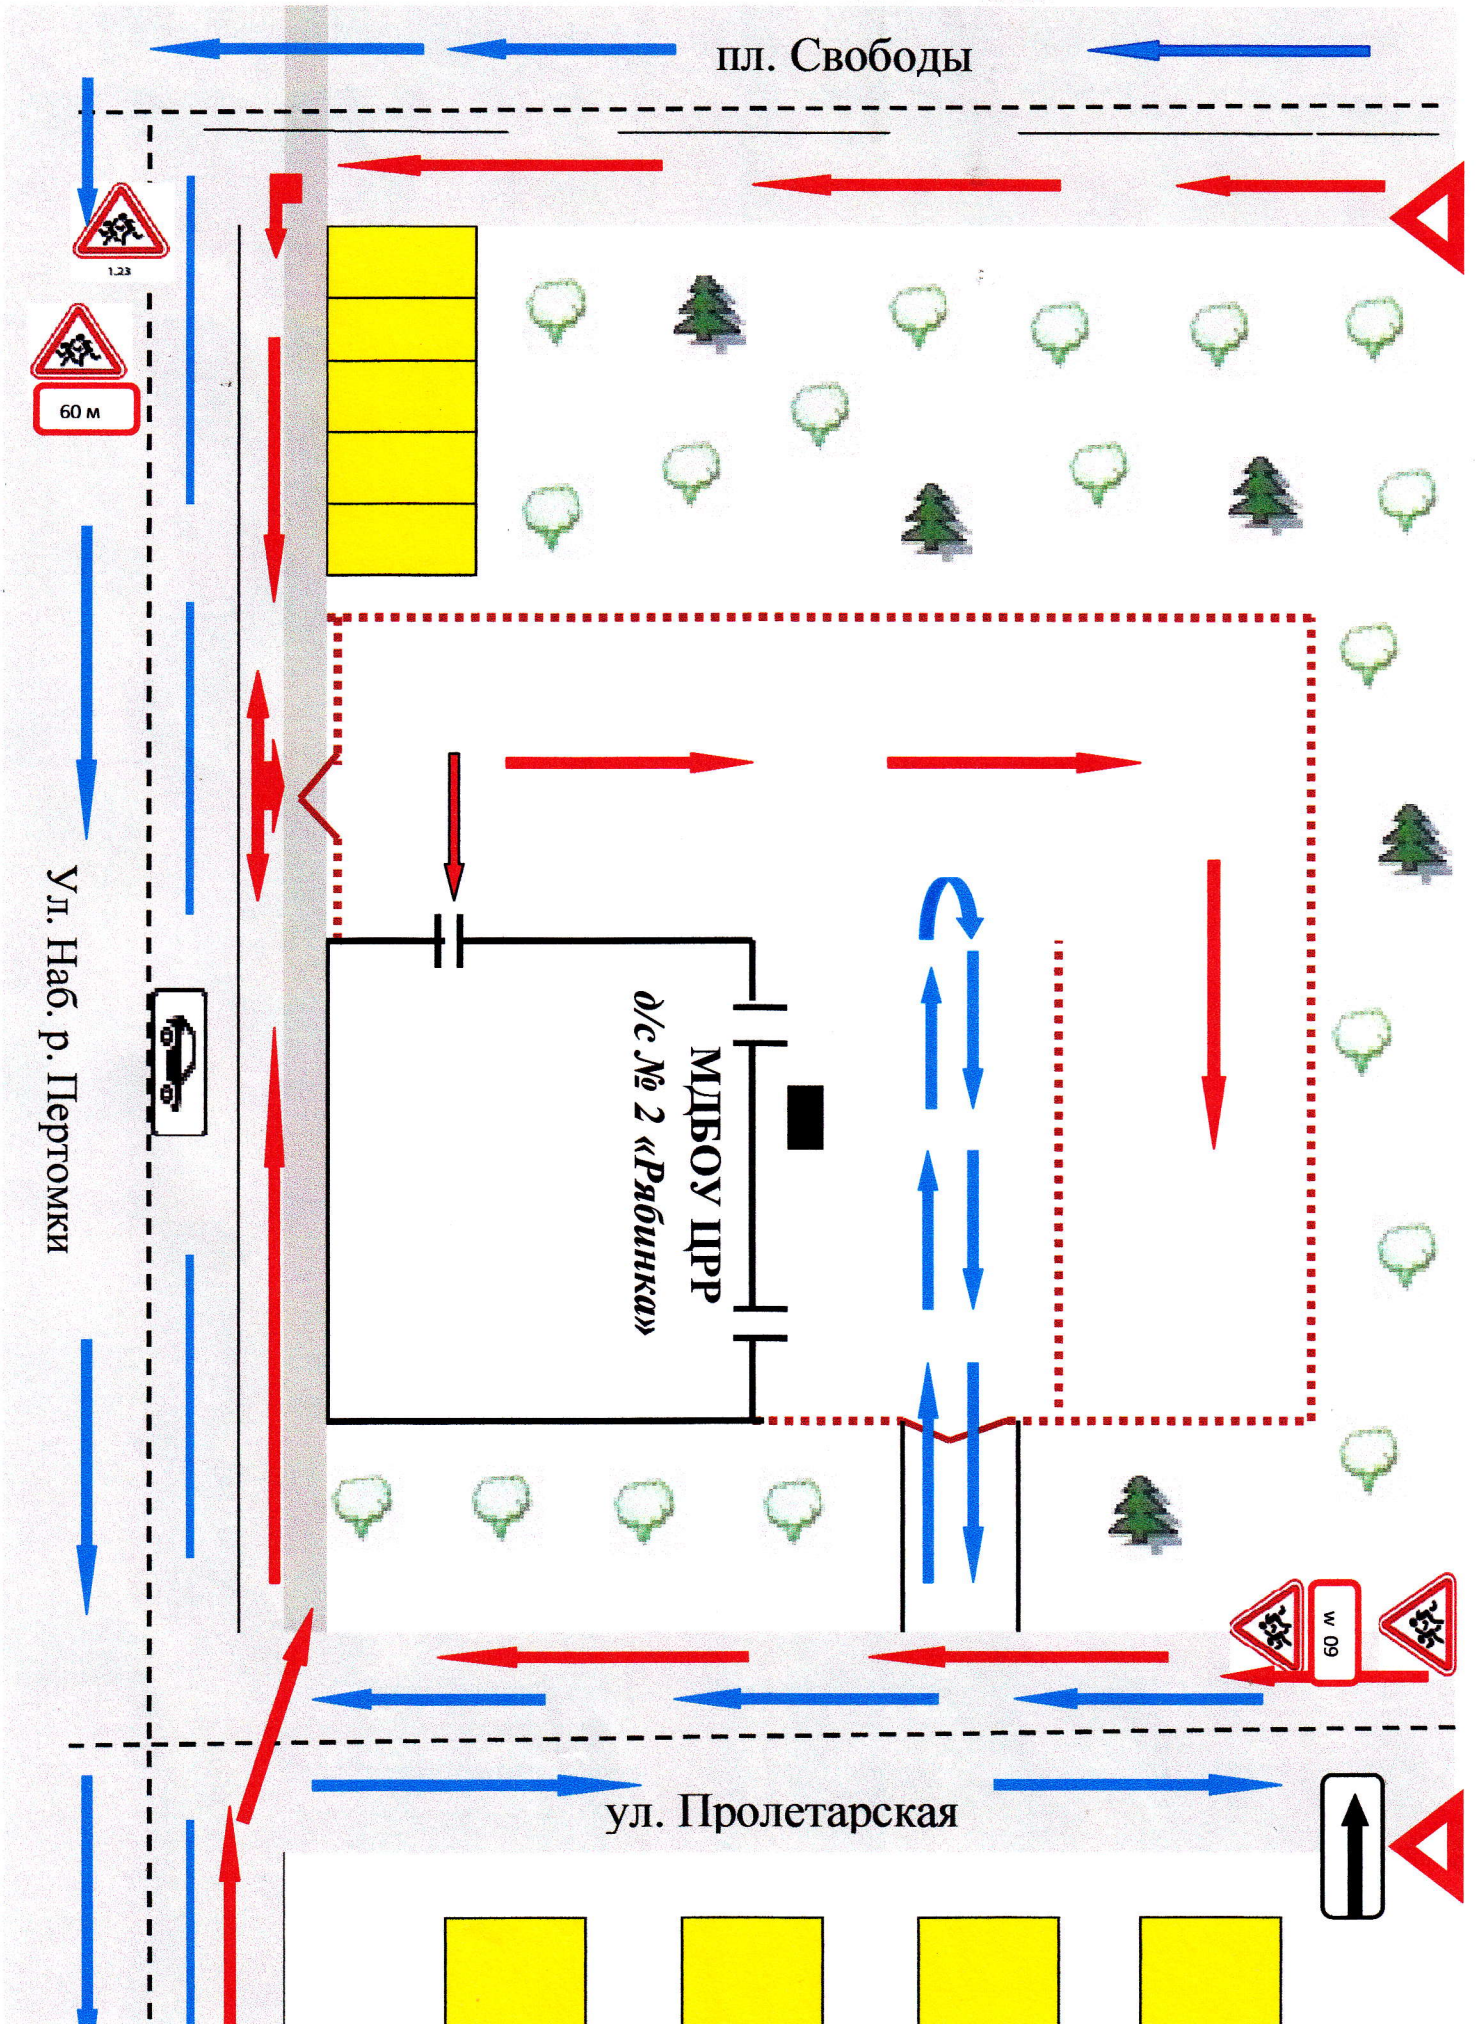 пл. Свободы
1.23
60 м
Ул. Наб. р. Пертомки
МДБОУ ЦРР
д/с № 2 «Рябинка»
60 м
ул. Пролетарская